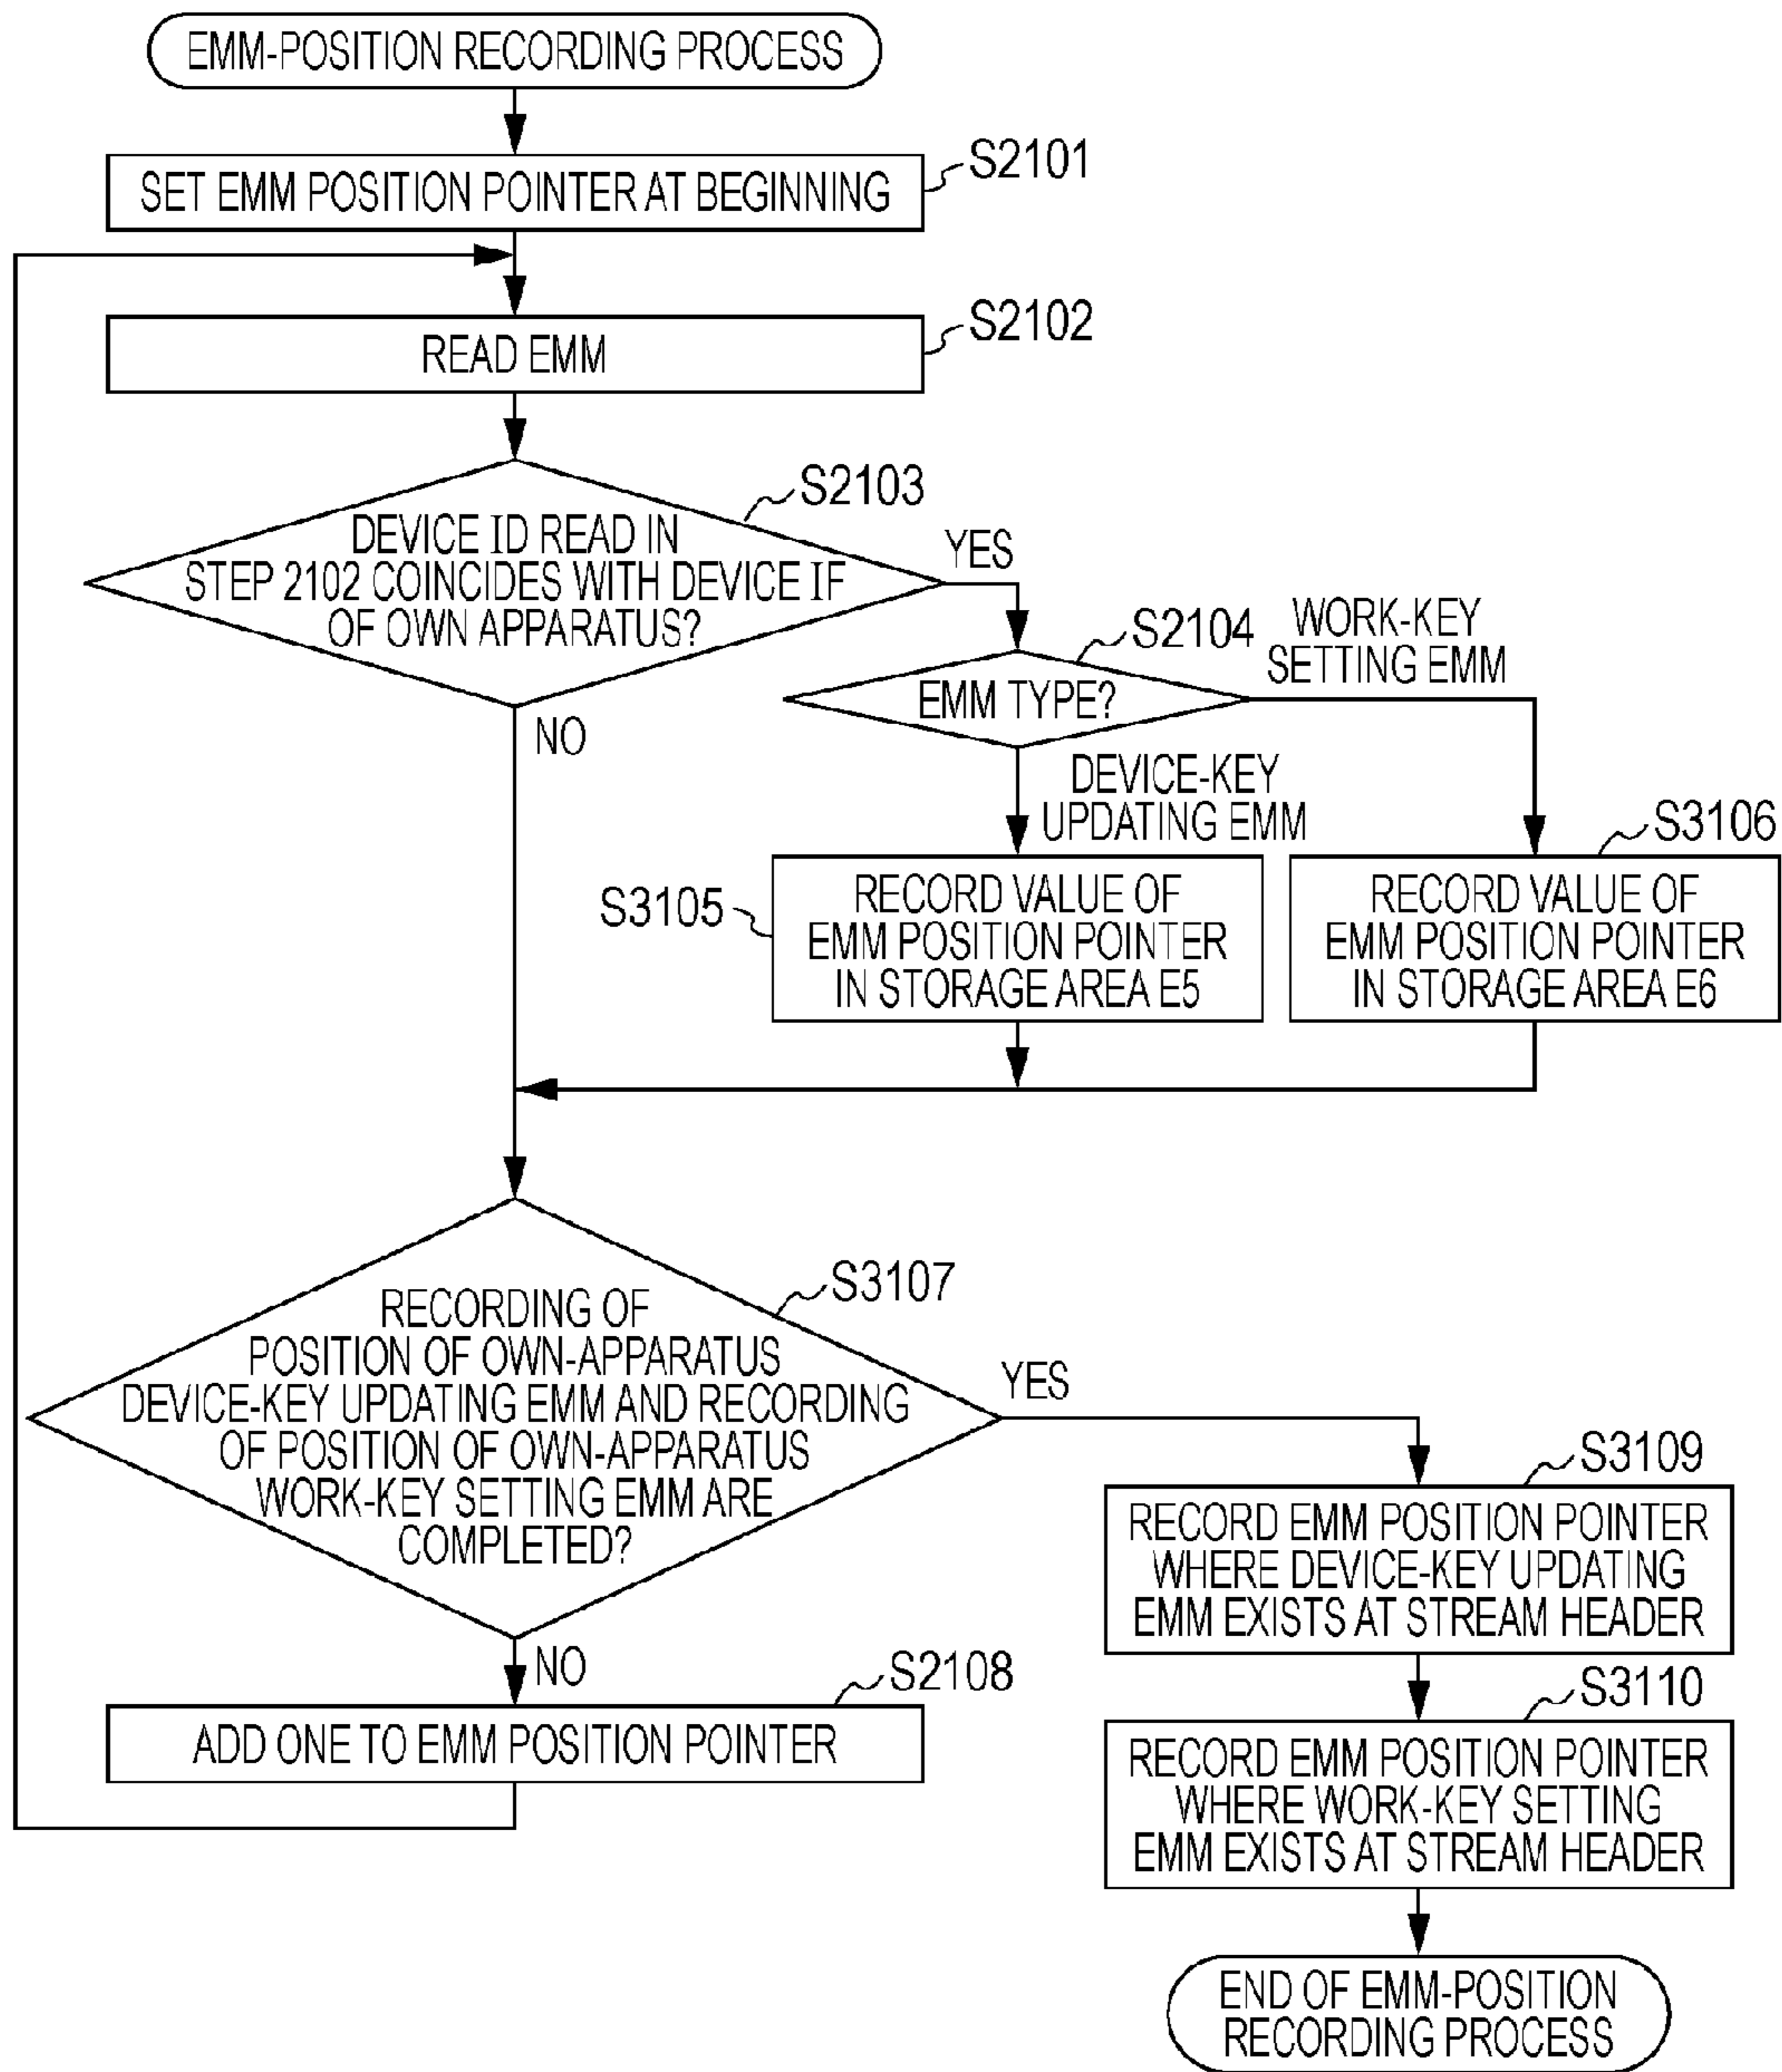 EMM-POSITION RECORDING PROCESS
S2101
SET EMM POSITION POINTER AT BEGINNING
S2102
READ EMM
S2103
DEVICE ID READ IN
STEP 2102 COINCIDES WITH DEVICE IF
OF OWN APPARATUS?
YES
NO
S2104
EMM TYPE?
WORK-KEY
SETTING EMM
DEVICE-KEY
UPDATING EMM
S3105
RECORD VALUE OF
EMM POSITION POINTER
IN STORAGE AREA E5
S3106
RECORD VALUE OF
EMM POSITION POINTER
IN STORAGE AREA E6
S3107
RECORDING OF
POSITION OF OWN-APPARATUS
DEVICE-KEY UPDATING EMM AND RECORDING
OF POSITION OF OWN-APPARATUS
WORK-KEY SETTING EMM ARE
COMPLETED?
YES
NO
S2108
ADD ONE TO EMM POSITION POINTER
S3109
RECORD EMM POSITION POINTER
WHERE DEVICE-KEY UPDATING
EMM EXISTS AT STREAM HEADER
S3110
RECORD EMM POSITION POINTER
WHERE WORK-KEY SETTING
EMM EXISTS AT STREAM HEADER
END OF EMM-POSITION
RECORDING PROCESS